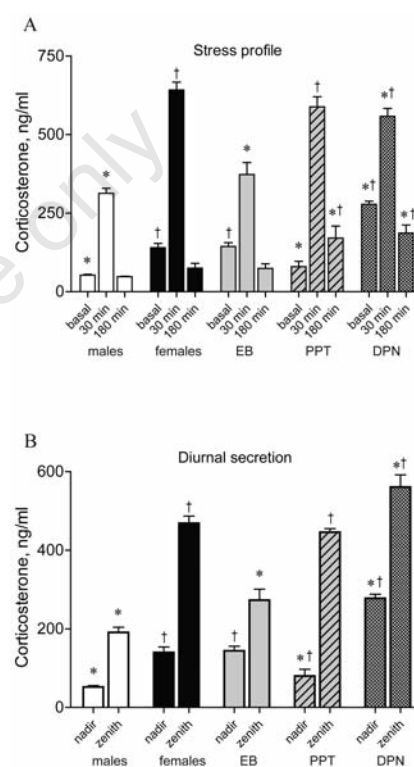 A
Stress profile
750
500
250
0
Corticosterone, ng/ml
* * † † † † * * † *† *† *† *†
basal 30 min 180 min basal 30 min 180 min basal 30 min 180 min basal 30 min 180 min basal 30 min 180 min
males females EB PPT DPN
e only
B
Diurnal secretion
600
400
200
0
Corticosterone, ng/ml
* * † † † * *† † *† *†
nadir zenith nadir zenith nadir zenith nadir zenith nadir zenith
males females EB PPT DPN